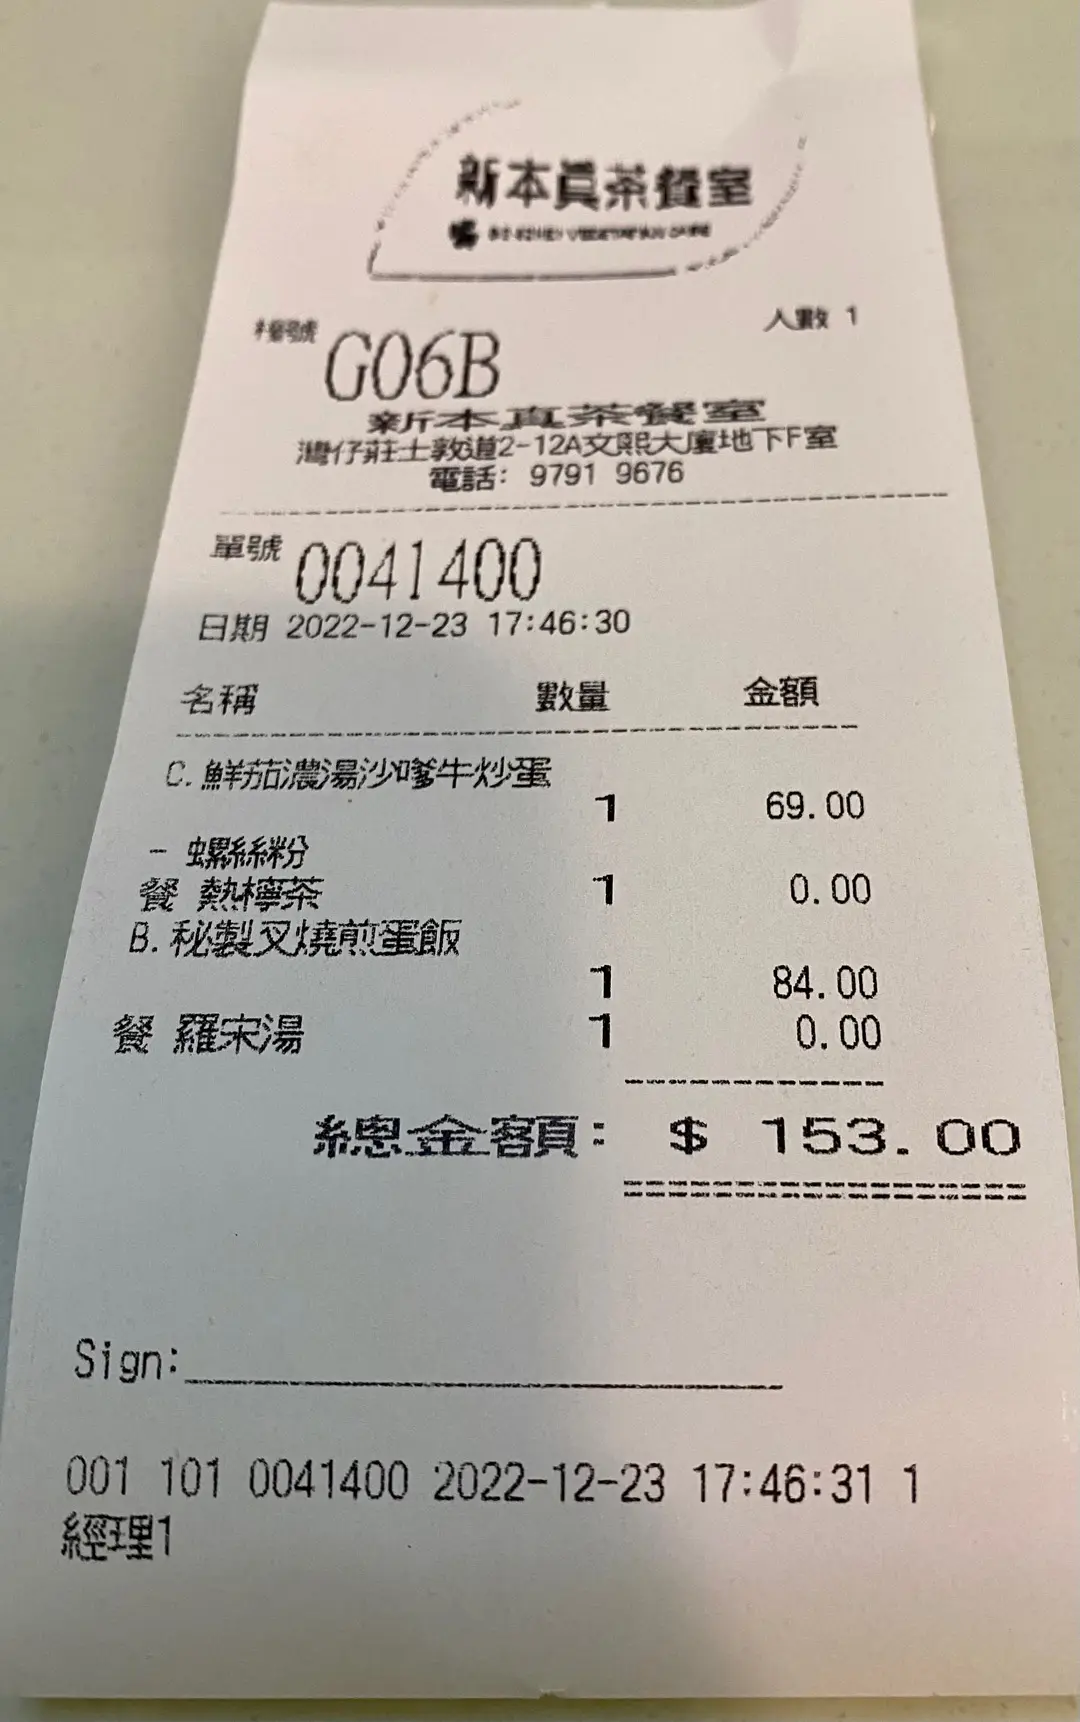 新本真茶餐室
VEGETARIAN
檯號 G06B 人數 1
新本真茶餐室
灣仔莊士敦道2-12A文熙大廈地下F室
電話: 9791 9676
單號 0041400
日期 2022-12-23 17:46:30
名稱 數量 金額
C. 鮮茄濃湯沙嗲牛炒蛋
1 69.00
- 螺絲粉
餐 熱檸茶 1 0.00
B. 秘製叉燒煎蛋飯
1 84.00
餐 羅宋湯 1 0.00
總金額: $ 153.00
Sign:
001 101 0041400 2022-12-23 17:46:31 1
經理1